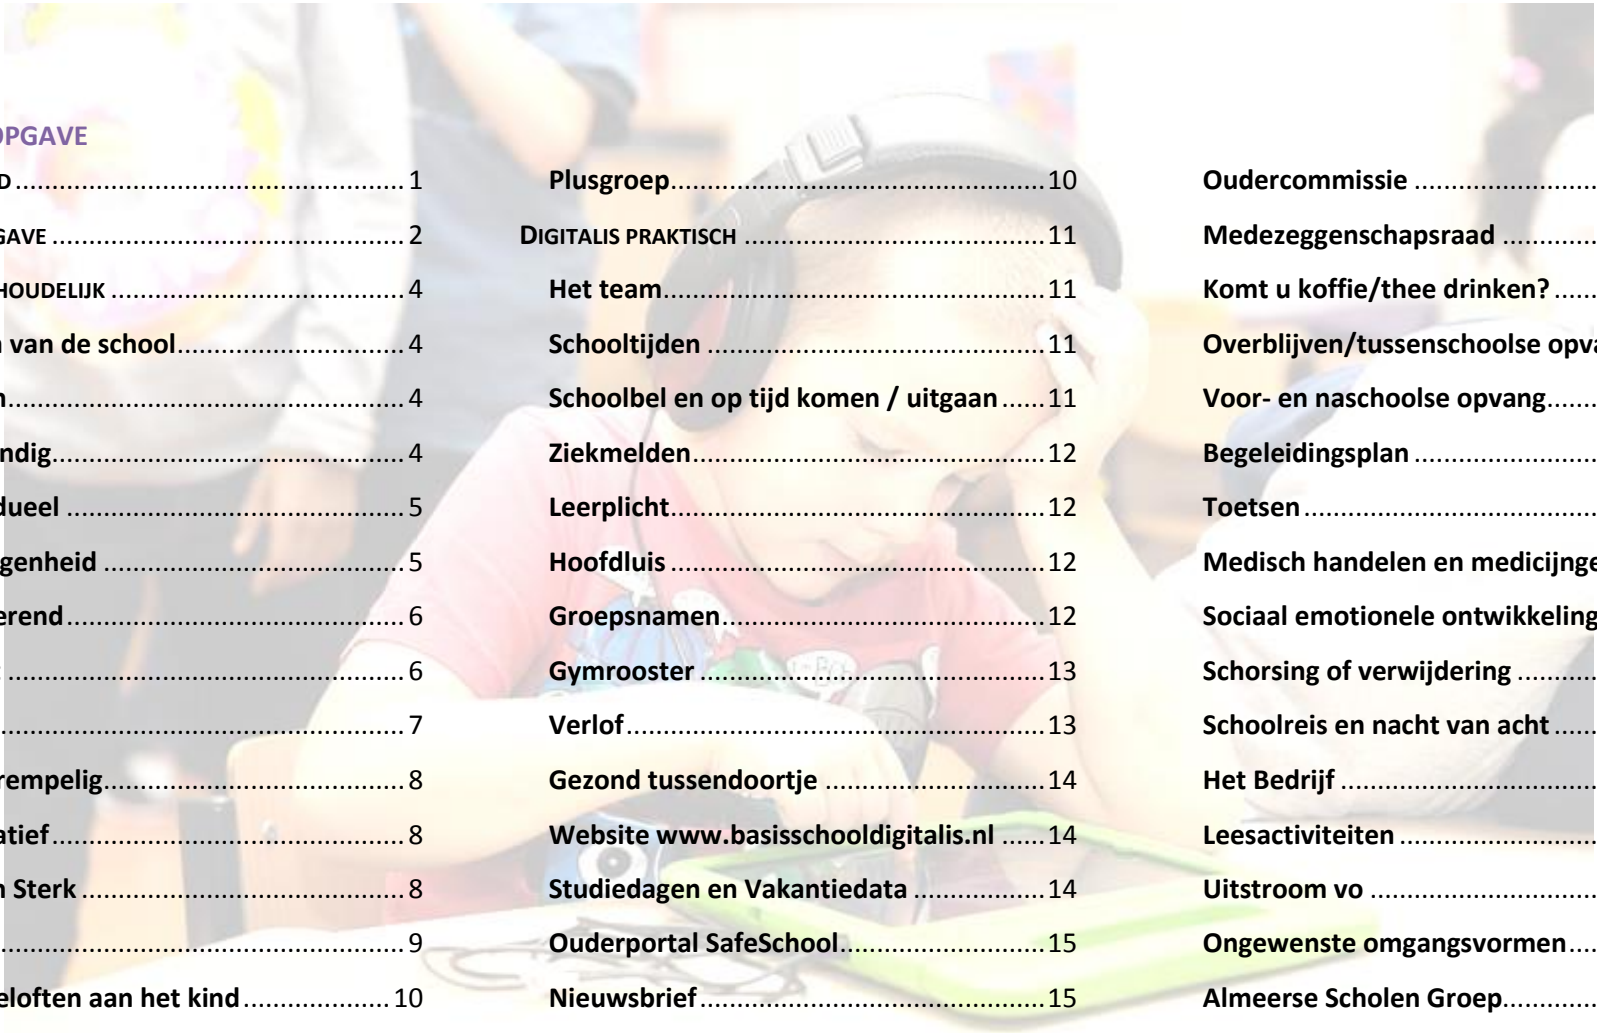 OPGAVE
D ........ 1
GAVE ........ 2
HOUDELIJK ........ 4
van de school ........ 4
n ........ 4
ndig ........ 4
dueel ........ 5
genheid ........ 5
erend ........ 6
........ 6
........ 7
rempelig ........ 8
atief ........ 8
n Sterk ........ 8
........ 9
eloften aan het kind ........ 10
Plusgroep ........ 10
DIGITALIS PRAKTISCH ........ 11
Het team ........ 11
Schooltijden ........ 11
Schoolbel en op tijd komen / uitgaan ........ 11
Ziekmelden ........ 12
Leerplicht ........ 12
Hoofdluis ........ 12
Groepsnamen ........ 12
Gymrooster ........ 13
Verlof ........ 13
Gezond tussendoortje ........ 14
Website www.basisschooldigitalis.nl ........ 14
Studiedagen en Vakantiedata ........ 14
Ouderportal SafeSchool ........ 15
Nieuwsbrief ........ 15
Oudercommissie ........
Medezeggenschapsraad ........
Komt u koffie/thee drinken? ........
Overblijven/tussenschoolse opva
Voor- en naschoolse opvang ........
Begeleidingsplan ........
Toetsen ........
Medisch handelen en medicijnge
Sociaal emotionele ontwikkeling
Schorsing of verwijdering ........
Schoolreis en nacht van acht ........
Het Bedrijf ........
Leesactiviteiten ........
Uitstroom vo ........
Ongewenste omgangsvormen ........
Almeerse Scholen Groep ........